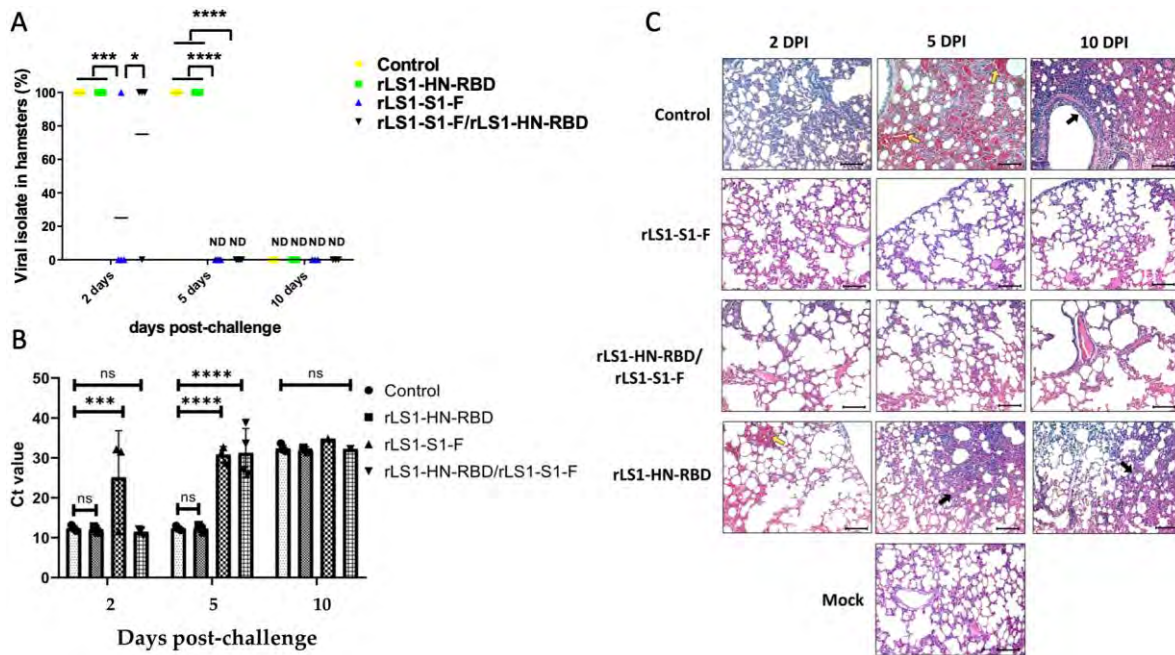 A
**** 
*** * ****
Control
rLS1-HN-RBD
rLS1-S1-F
rLS1-S1-F/rLS1-HN-RBD
Viral isolate in hamsters (%)
100
80
60
40
20
0
ND ND ND ND ND ND
2 days 5 days 10 days
days post-challenge
B
ns **** ns
*** ****
ns ns
Control
rLS1-HN-RBD
rLS1-S1-F
rLS1-HN-RBD/rLS1-S1-F
Ct value
50
40
30
20
10
0
2 5 10
Days post-challenge
C
2 DPI 5 DPI 10 DPI
Control
rLS1-S1-F
rLS1-HN-RBD/
rLS1-S1-F
rLS1-HN-RBD
Mock